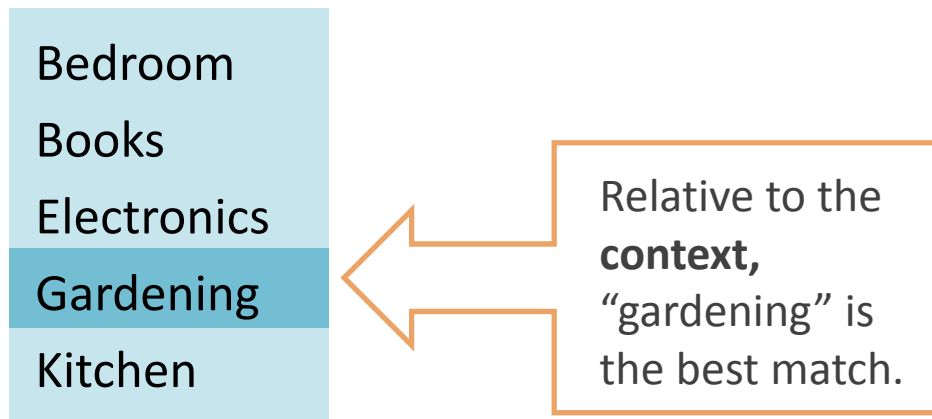 Bedroom
Books
Electronics
Gardening
Kitchen
Relative to the
context,
“gardening” is
the best match.